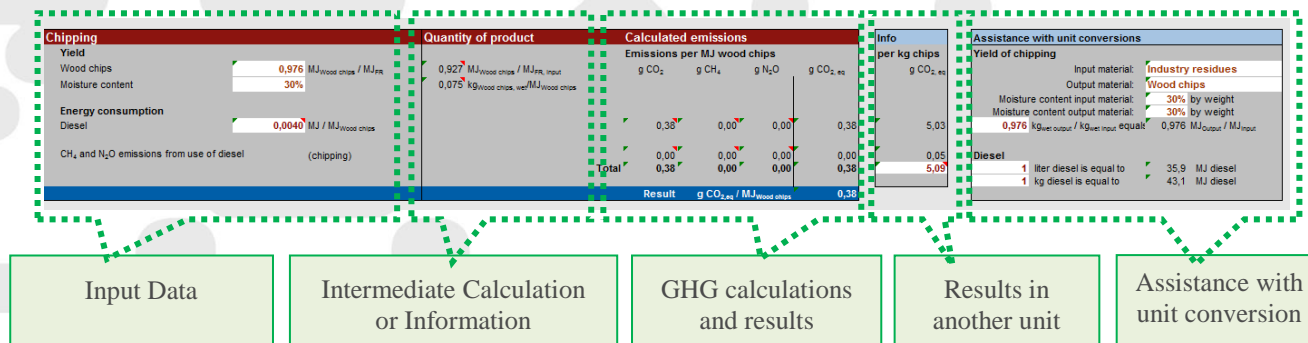 Chipping Quantity of product Calculated emissions Info Assistance with unit conversions
Yield Emissions per MJ wood chips per kg chips Yield of chipping
Wood chips 0,976 MJWood chips / MJFR 0,927 MJWood chips / MJFR, input g CO2 g CH4 g N2O g CO2, eq g CO2, eq Input material: Industry residues
Moisture content 30% 0,075 kgWood chips, wet/MJWood chips Output material: Wood chips
Moisture content input material: 30% by weight
Energy consumption Moisture content output material: 30% by weight
Diesel 0,0040 MJ / MJWood chips 0,38 0,00 0,00 0,38 5,03 0,976 kgwet output / kgwet input equals 0,976 MJOutput / MJInput
CH4 and N2O emissions from use of diesel (chipping) 0,00 0,00 0,00 0,00 0,05 Diesel
Total 0,38 0,00 0,00 0,38 5,09 1 liter diesel is equal to 35,9 MJ diesel
1 kg diesel is equal to 43,1 MJ diesel
Result g CO2,eq / MJWood chips 0,38
Input Data
Intermediate Calculation
or Information
GHG calculations
and results
Results in
another unit
Assistance with
unit conversion